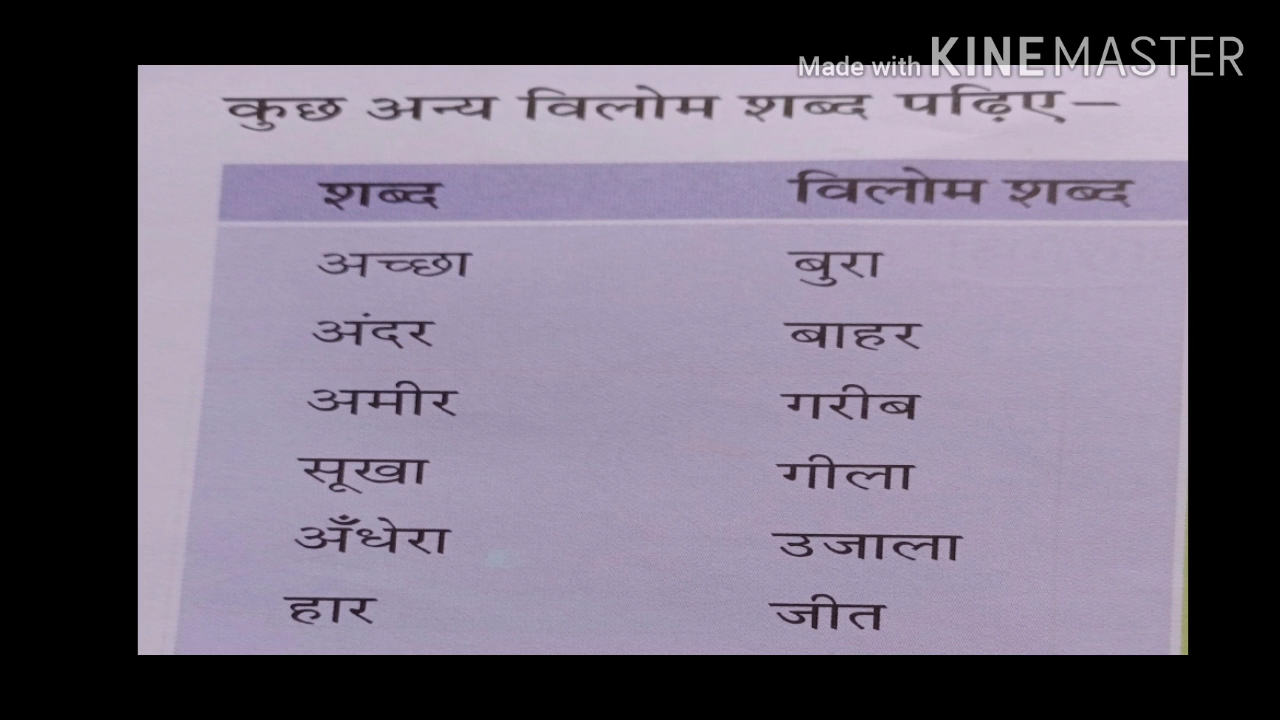 Made with KINEMASTER
कुछ अन्य विलोम शब्द पढ़िए–
शब्द विलोम शब्द
अच्छा बुरा
अंदर बाहर
अमीर गरीब
सूखा गीला
अँधेरा उजाला
हार जीत